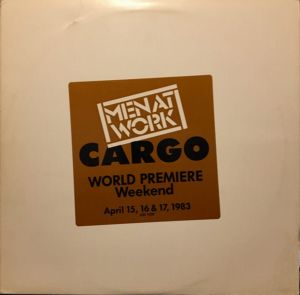 MEN AT
WORK
CARGO
WORLD PREMIERE
Weekend
April 15, 16 & 17, 1983